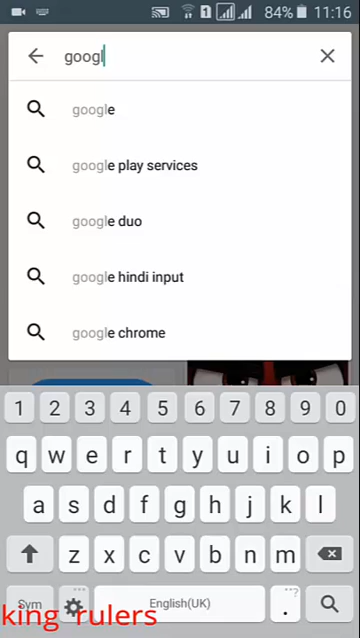 84% 11:16
googl
google
google play services
google duo
google hindi input
google chrome
1 2 3 4 5 6 7 8 9 0
q w e r t y u i o p
a s d f g h j k l
z x c v b n m
Sym English(UK) . ...?
king rulers